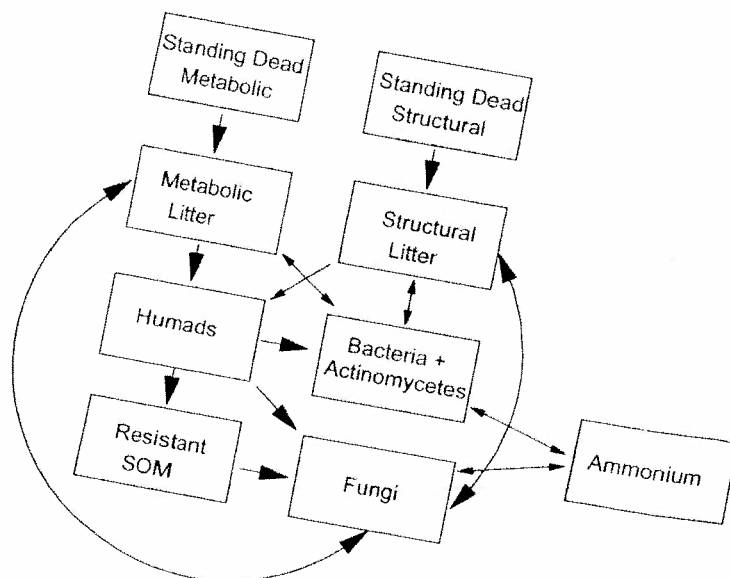 Standing Dead
Metabolic
Standing Dead
Structural
Metabolic
Litter
Structural
Litter
Humads
Bacteria +
Actinomycetes
Resistant
SOM
Fungi
Ammonium